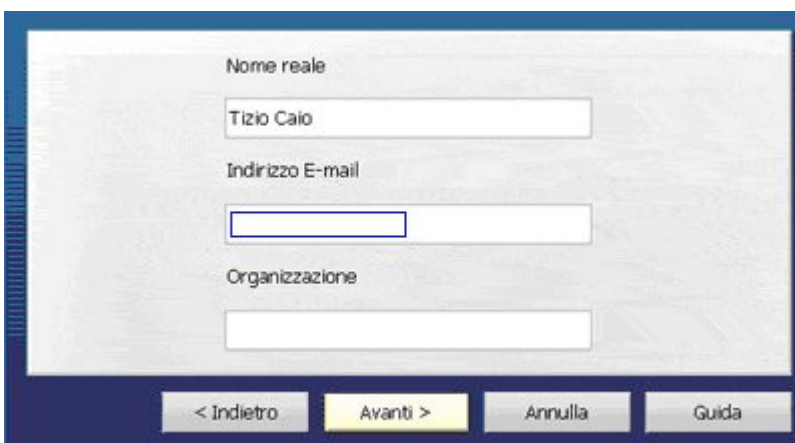 Nome reale
Tizio Caio
Indirizzo E-mail
Organizzazione
< Indietro Avanti > Annulla Guida